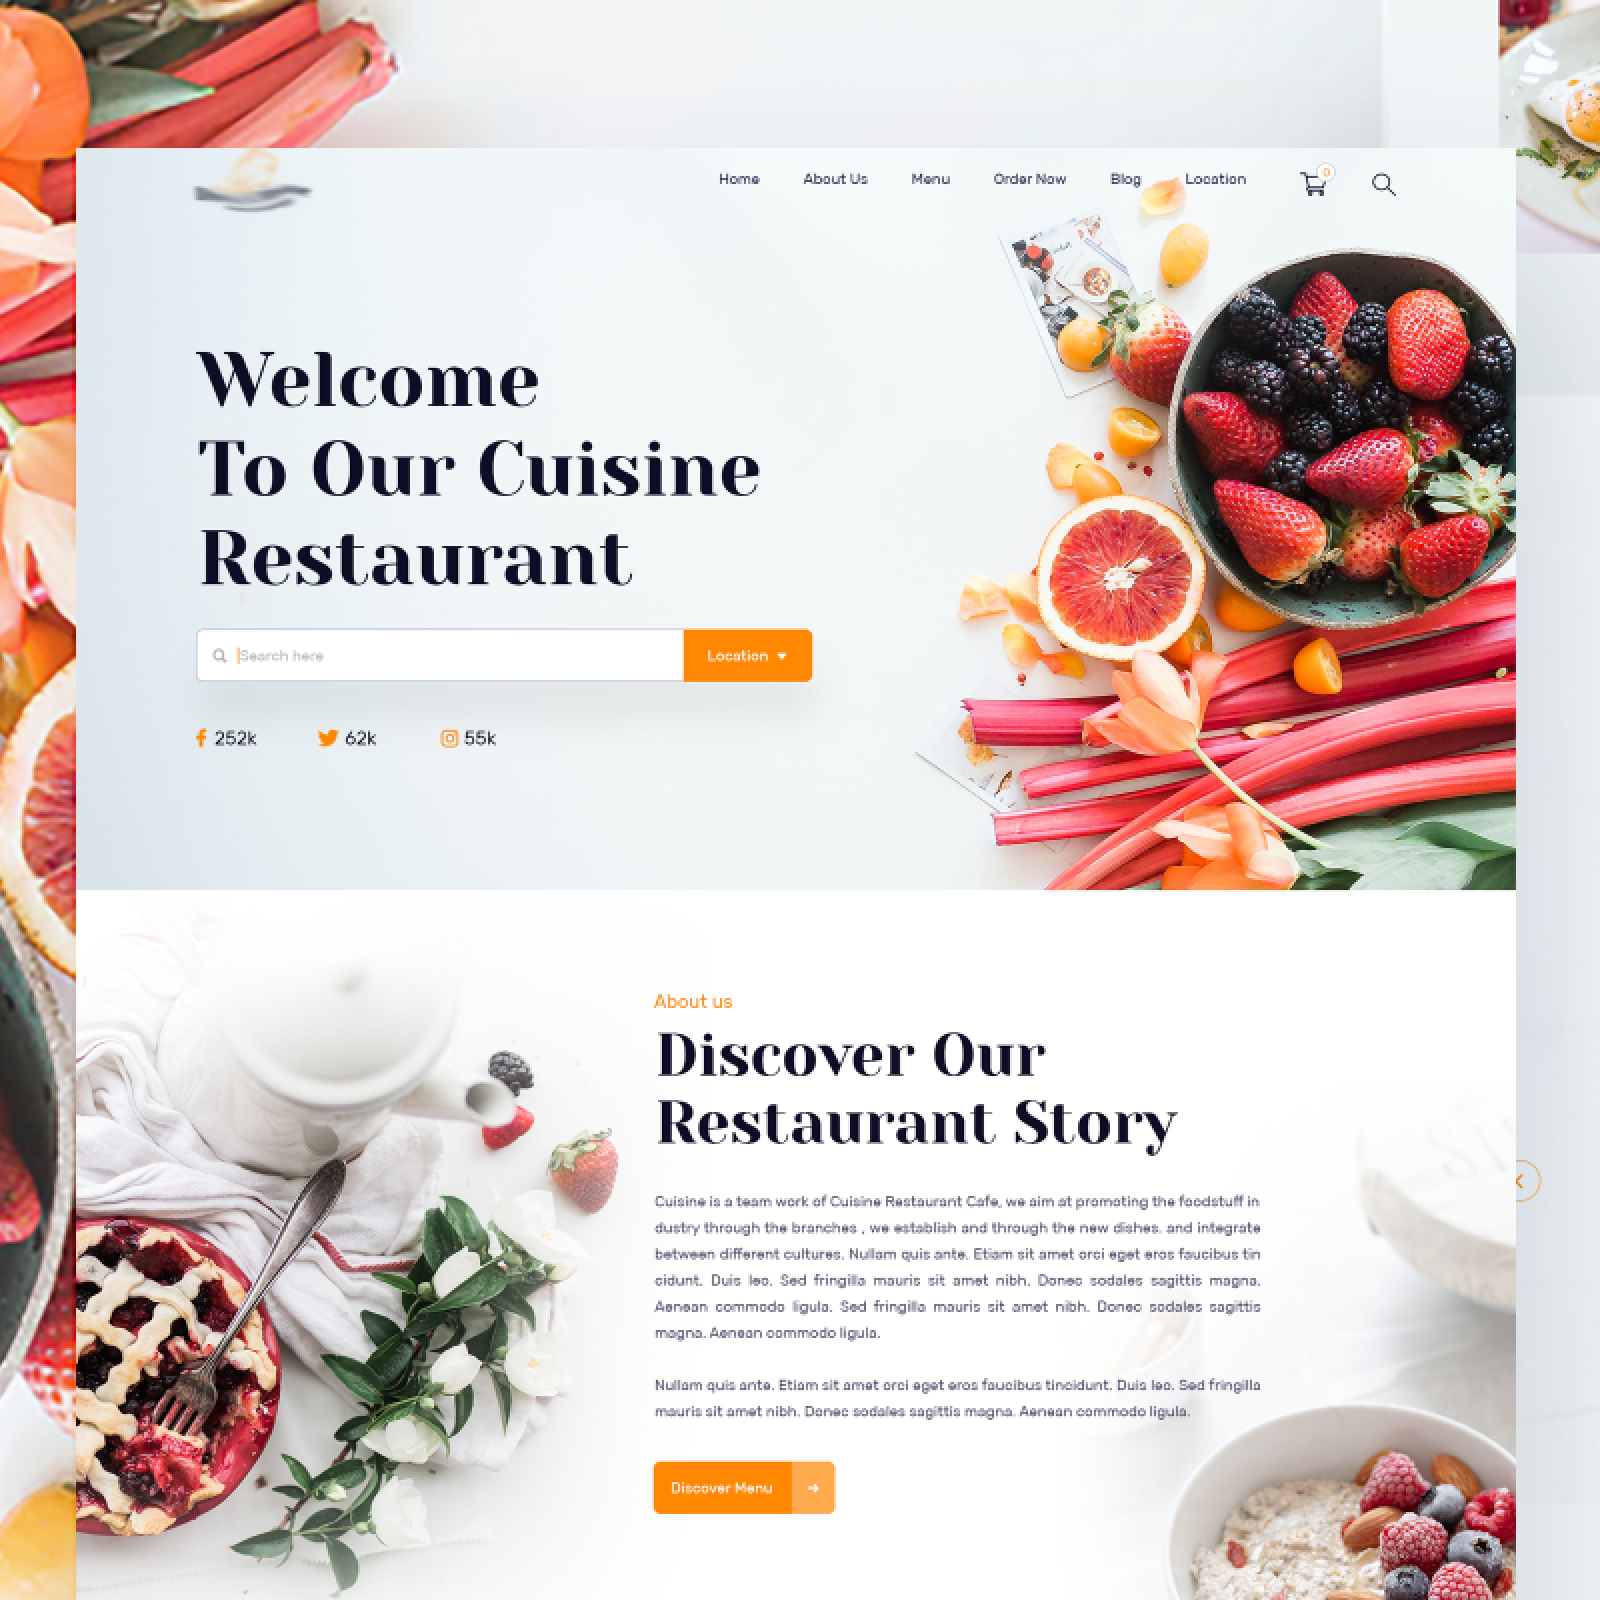 Home About Us Menu Order Now Blog Location 0
Welcome
To Our Cuisine
Restaurant
Search here Location
252k 62k 55k
About us
Discover Our
Restaurant Story
Cuisine is a team work of Cuisine Restaurant Cafe, we aim at promoting the foodstuff in
dustry through the branches , we establish and through the new dishes. and integrate
between different cultures. Nullam quis ante. Etiam sit amet orci eget eros faucibus tin
cidunt. Duis leo. Sed fringilla mauris sit amet nibh. Donec sodales sagittis magna.
Aenean commodo ligula. Sed fringilla mauris sit amet nibh. Donec sodales sagittis
magna. Aenean commodo ligula.
Nullam quis ante. Etiam sit amet orci eget eros faucibus tincidunt. Duis leo. Sed fringilla
mauris sit amet nibh. Donec sodales sagittis magna. Aenean commodo ligula.
Discover Menu